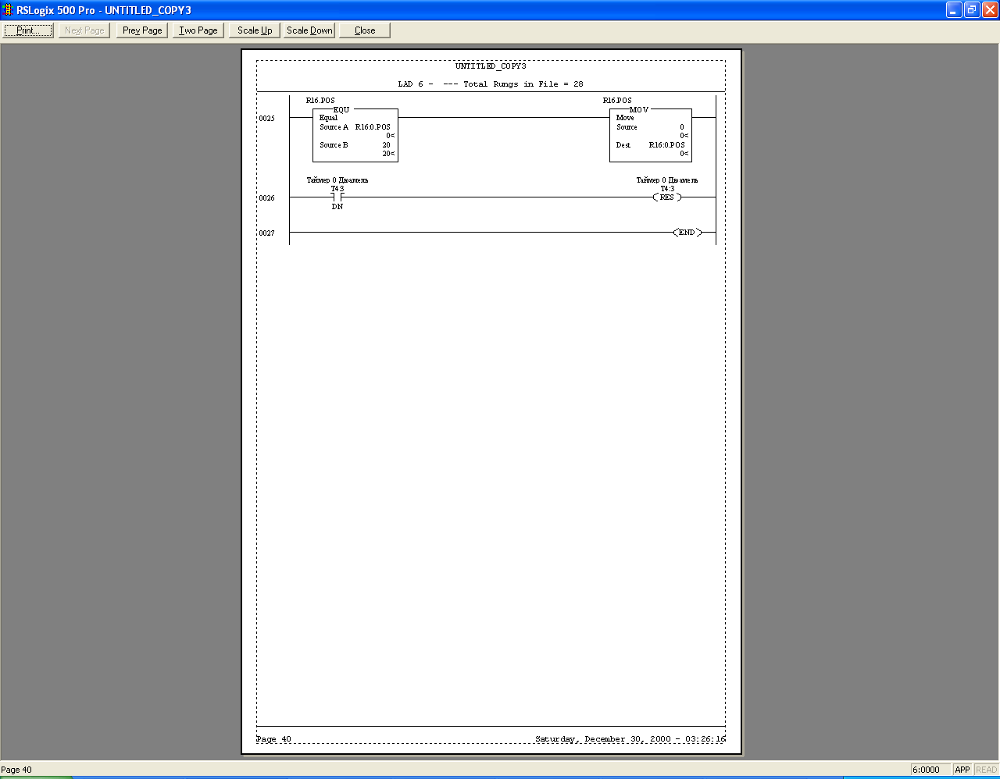 RSLogix 500 Pro - UNTITLED_COPY3
Print... Next Page Prev Page Two Page Scale Up Scale Down Close
UNTITLED_COPY3
LAD 6 - --- Total Rungs in File = 28
R16.POS R16.POS
EQU MOV
0025 Equal Move
Source A R16:0.POS Source 0
0< 0<
Source B 20 Dest R16:0.POS
20< 0<
Таймер 0 Дюамель Таймер 0 Дюамель
T4:3 T4:3
0026 RES
DN
0027 END
Page 40 Saturday, December 30, 2000 - 03:26:16
Page 40 6:0000 APP READ